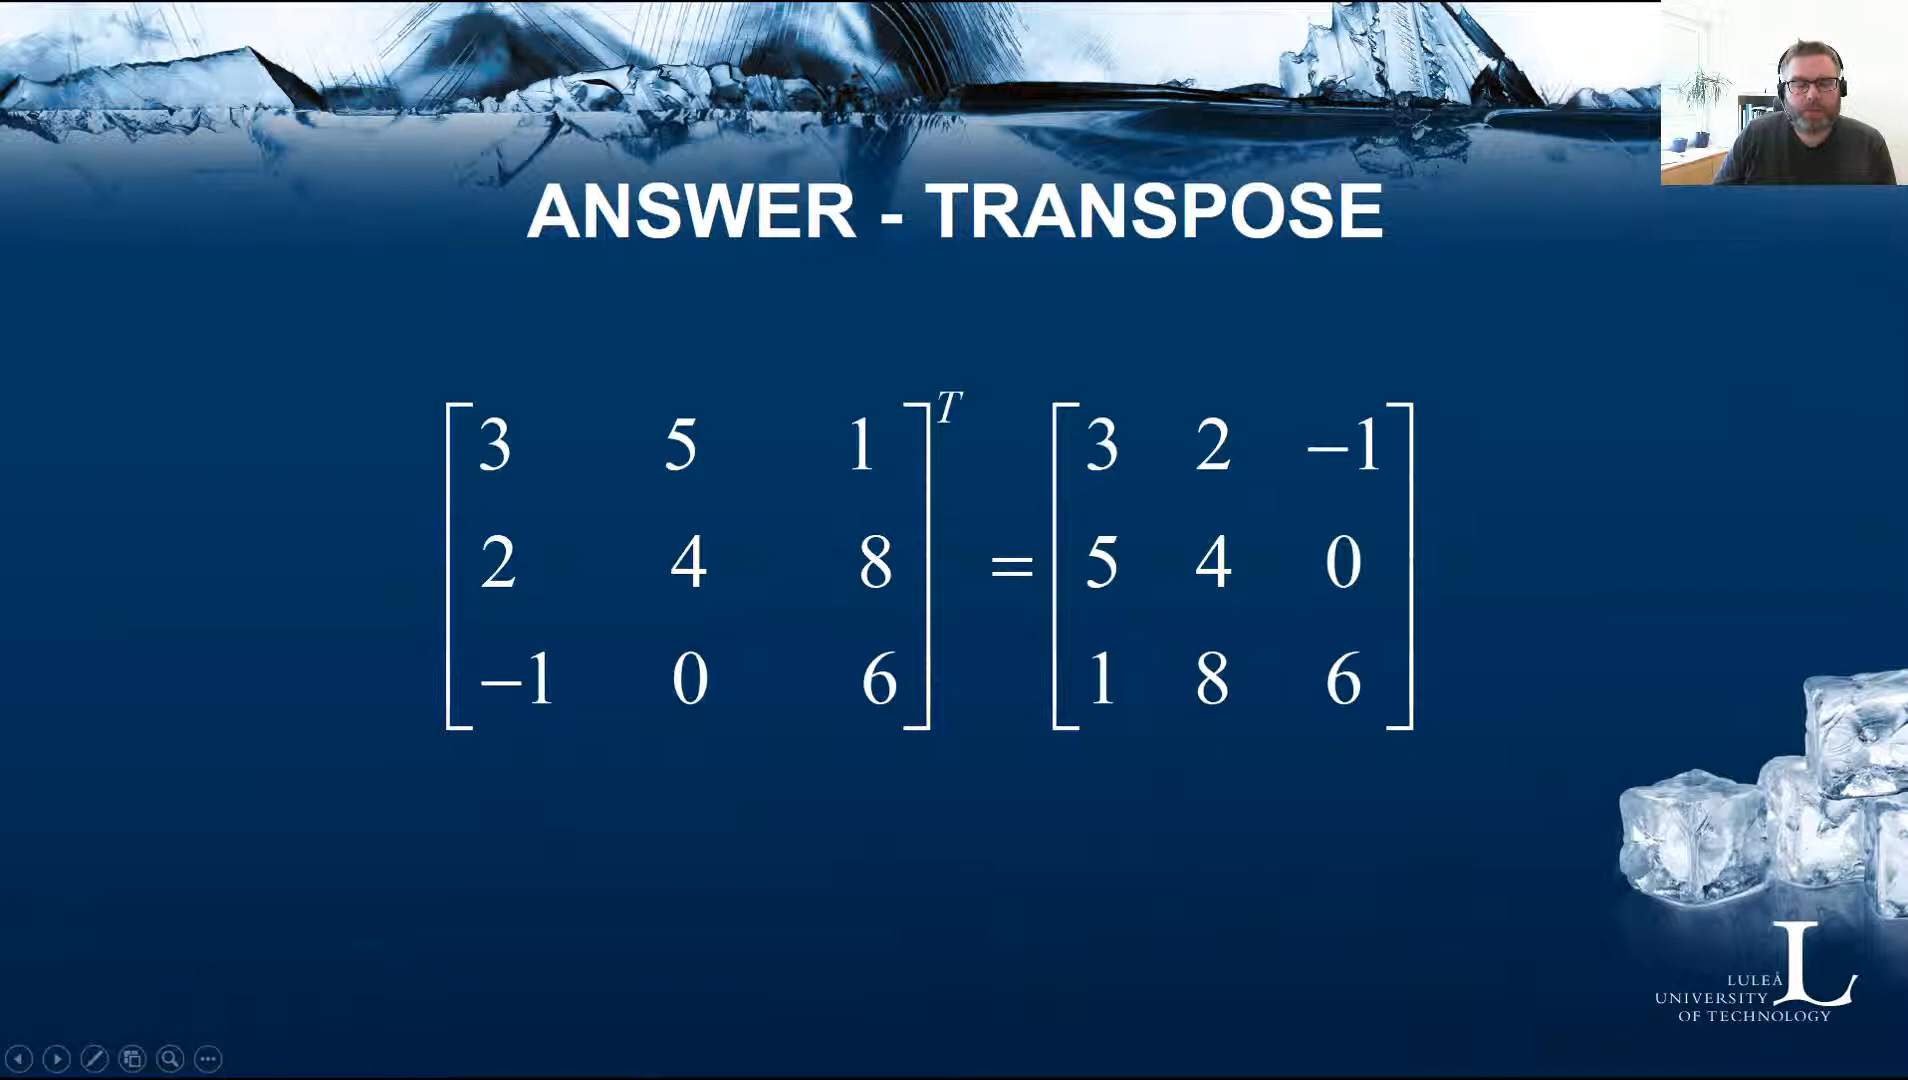 ANSWER - TRANSPOSE
[3 5 1]T [3 2 −1]
[2 4 8] = [5 4 0]
[−1 0 6] [1 8 6]
LULEÅ
UNIVERSITY
OF TECHNOLOGY
L